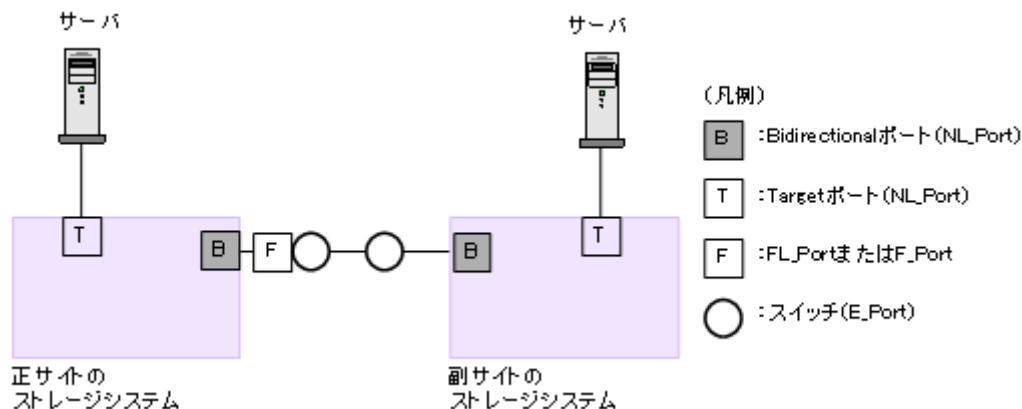 サーバ
サーバ
(凡例)
B :Bidirectionalポート(NL_Port)
T :Targetポート(NL_Port)
F :FL_PortまたはF_Port
:スイッチ(E_Port)
T
T
B
F
B
正サイトの
ストレージシステム
副サイトの
ストレージシステム